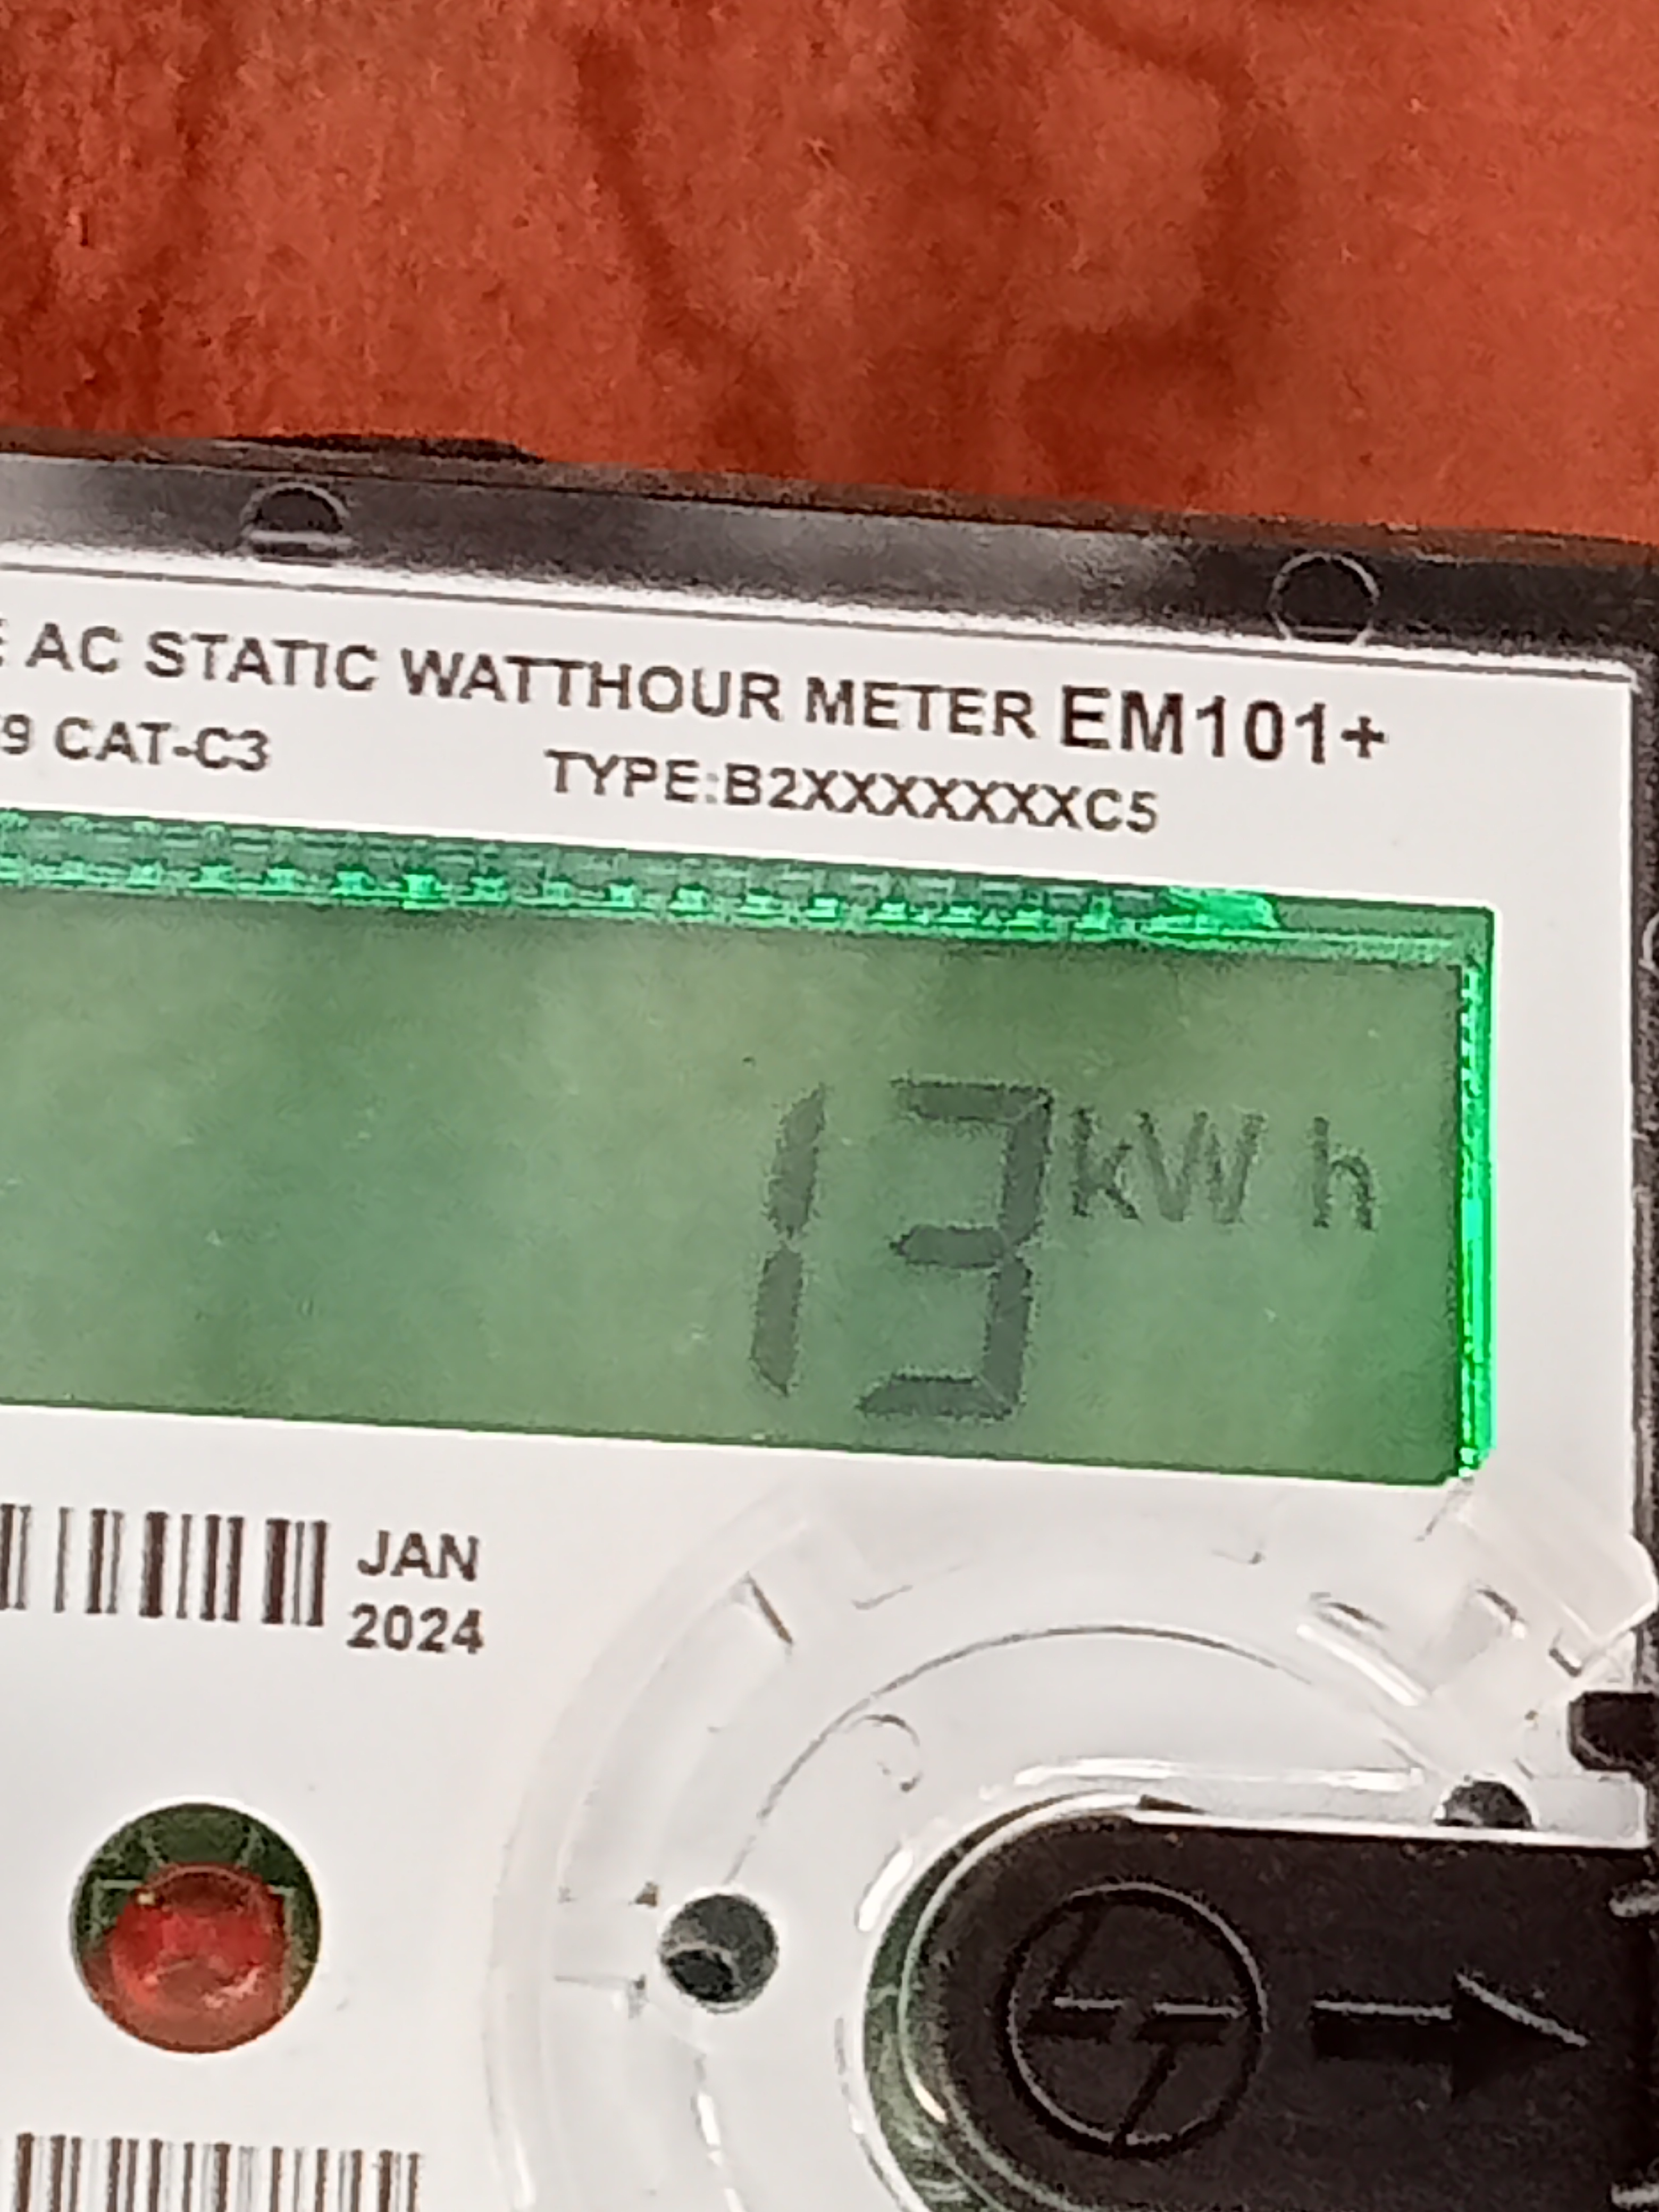 AC STATIC WATTHOUR METER EM101+
9 CAT-C3
TYPE:B2XXXXXXXC5
13 kWh
JAN
2024